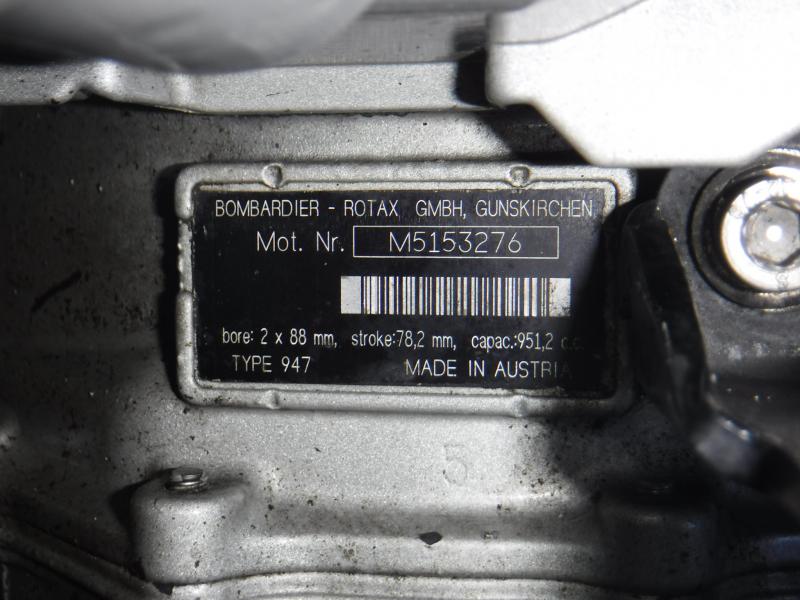 BOMBARDIER - ROTAX GMBH, GUNSKIRCHEN
Mot. Nr. M5153276
bore: 2 x 88 mm, stroke:78,2 mm, capac.:951,2 c.c.
TYPE 947 MADE IN AUSTRIA
5